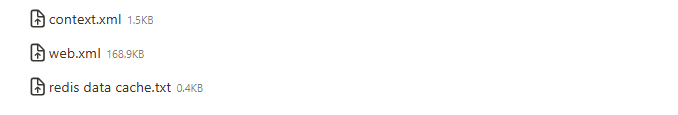 context.xml 1.5KB
web.xml 168.9KB
redis data cache.txt 0.4KB